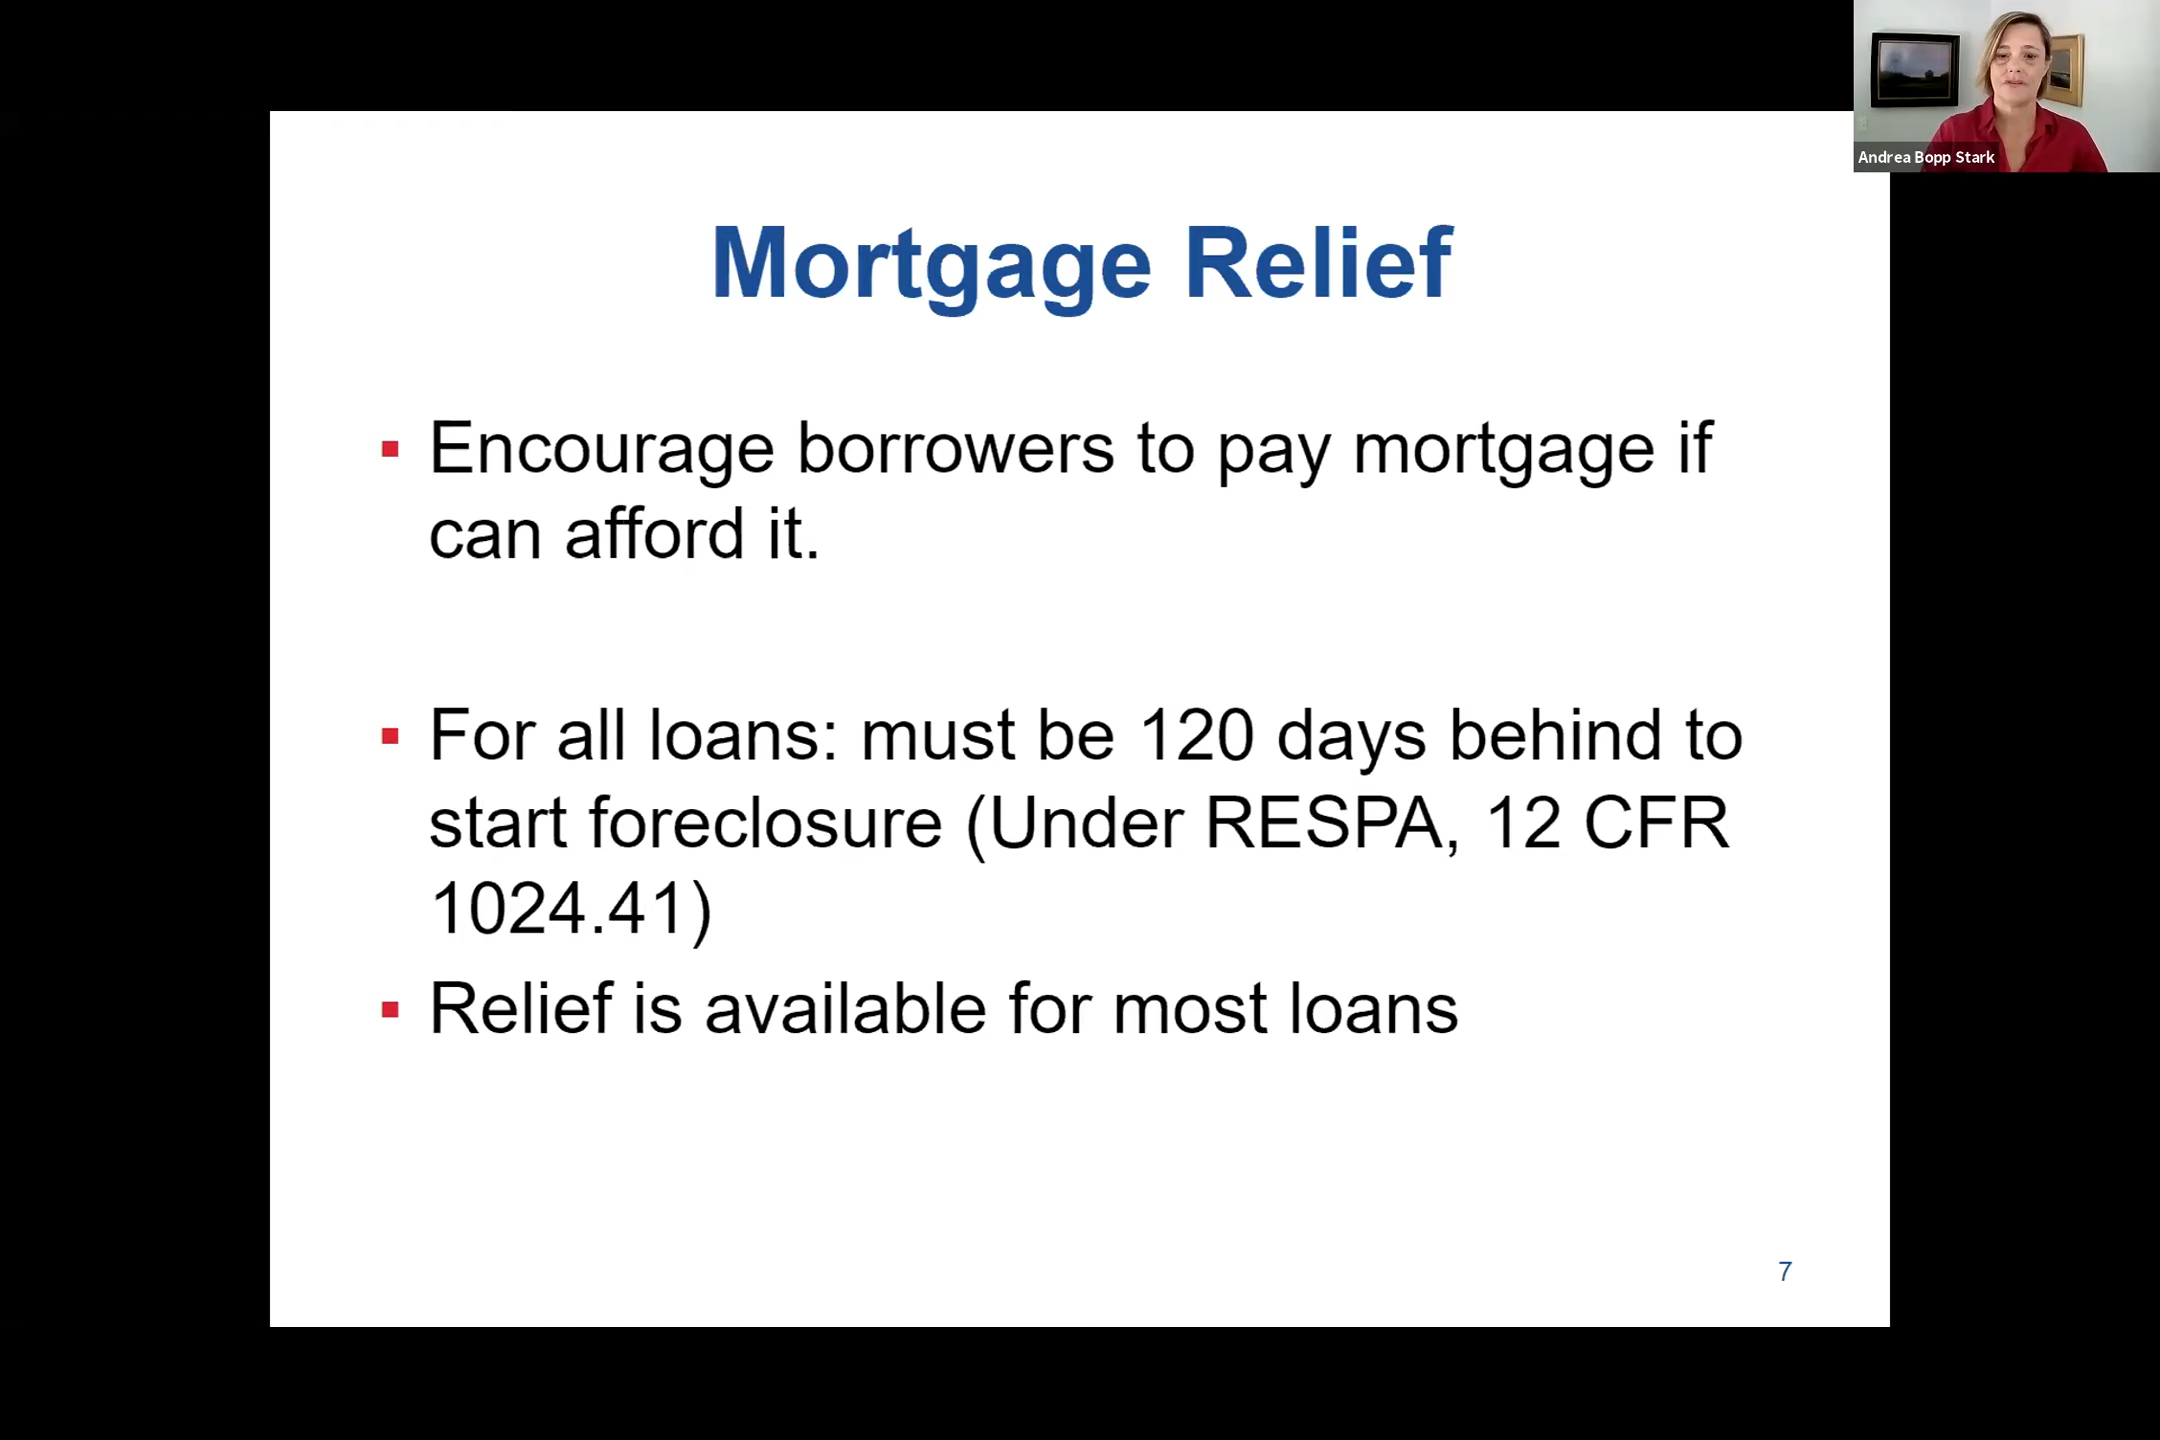 Andrea Bopp Stark
Mortgage Relief
▪ Encourage borrowers to pay mortgage if
can afford it.
▪ For all loans: must be 120 days behind to
start foreclosure (Under RESPA, 12 CFR
1024.41)
▪ Relief is available for most loans
7